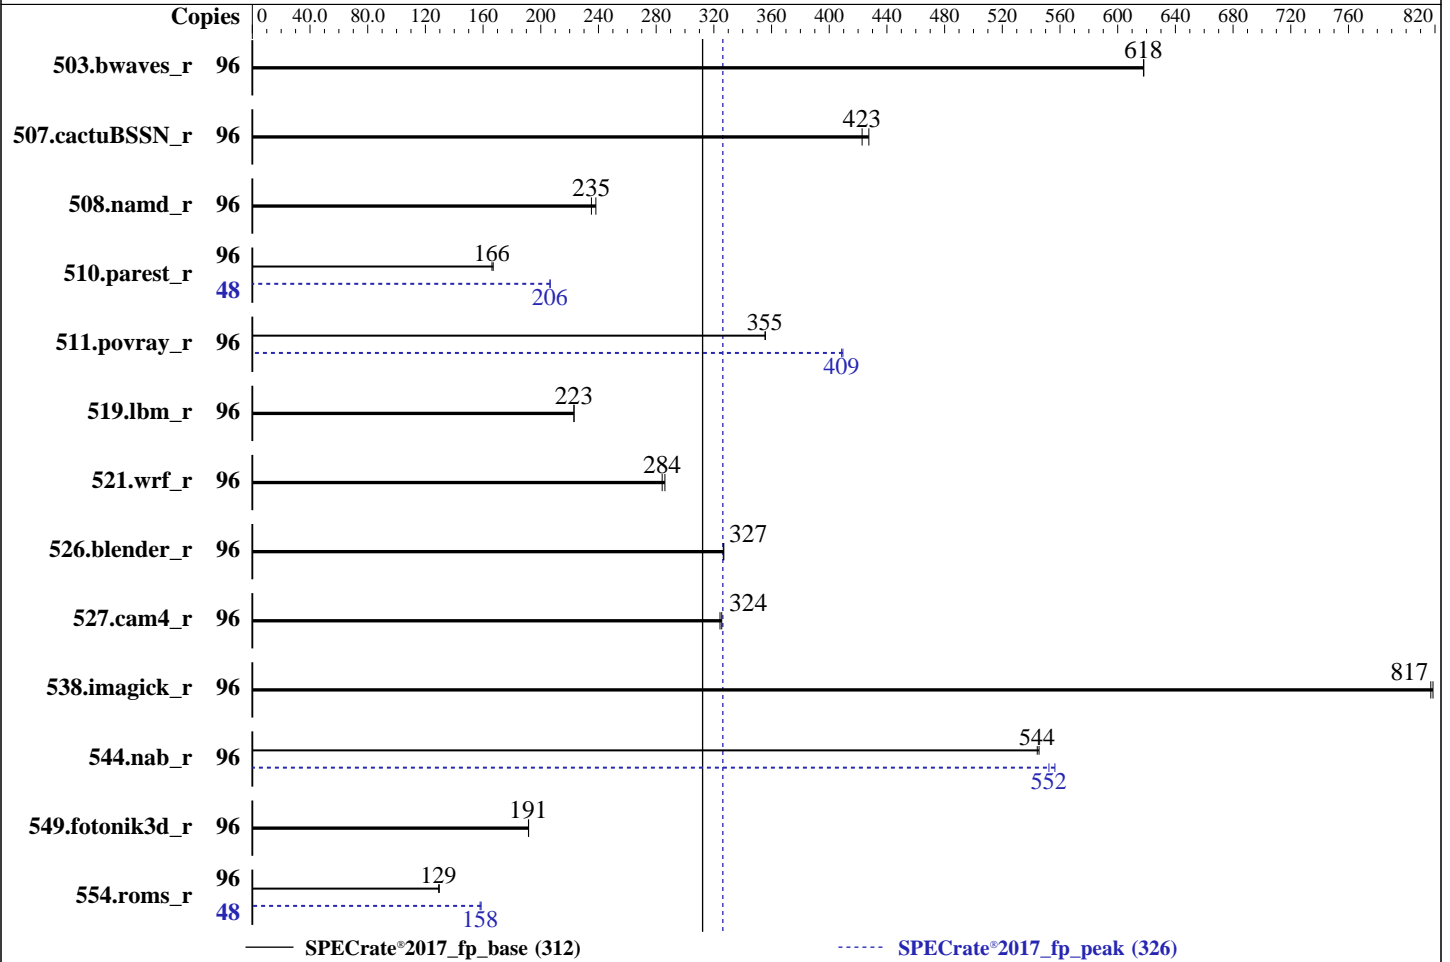 Copies 0 40.0 80.0 120 160 200 240 280 320 360 400 440 480 520 560 600 640 680 720 760 820
503.bwaves_r 96 618
507.cactuBSSN_r 96 423
508.namd_r 96 235
510.parest_r 96 166
48 206
511.povray_r 96 355
409
519.lbm_r 96 223
521.wrf_r 96 284
526.blender_r 96 327
527.cam4_r 96 324
538.imagick_r 96 817
544.nab_r 96 544
552
549.fotonik3d_r 96 191
554.roms_r 96 129
48 158
SPECrate®2017_fp_base (312) SPECrate®2017_fp_peak (326)